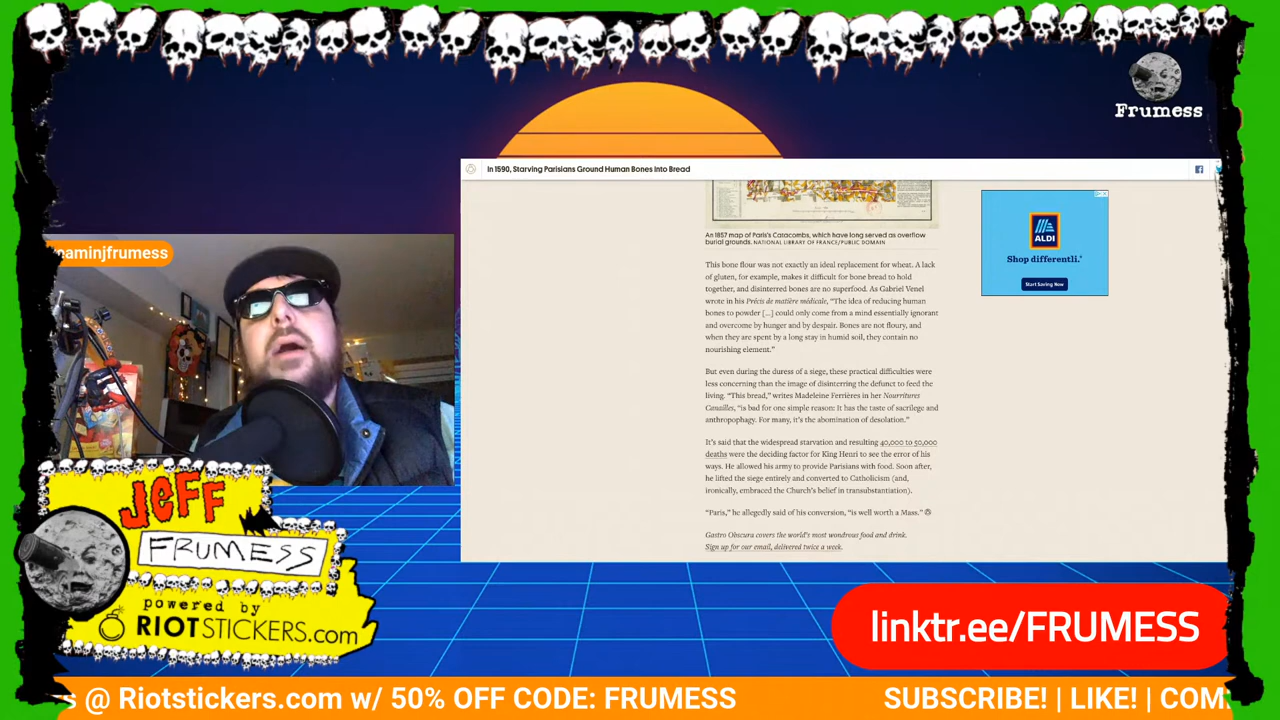 Frumess
In 1590, Starving Parisians Ground Human Bones Into Bread
An 1857 map of Paris's Catacombs, which have long served as overflow
burial grounds. NATIONAL LIBRARY OF FRANCE/PUBLIC DOMAIN
This bone flour was not exactly an ideal replacement for wheat. A lack
of gluten, for example, makes it difficult for bone bread to hold
together, and disinterred bones are no superfood. As Gabriel Venel
wrote in his Précis de matière médicale, "The idea of reducing human
bones to powder [...] could only come from a mind essentially ignorant
and overcome by hunger and by despair. Bones are not floury, and
when they are spent by a long stay in humid soil, they contain no
nourishing element."
But even during the duress of a siege, these practical difficulties were
less concerning than the image of disinterring the defunct to feed the
living. "This bread," writes Madeleine Ferrières in her Nourritures
Canailles, "is bad for one simple reason: It has the taste of sacrilege and
anthropophagy. For many, it's the abomination of desolation."
It's said that the widespread starvation and resulting 40,000 to 50,000
deaths were the deciding factor for King Henri to see the error of his
ways. He allowed his army to provide Parisians with food. Soon after,
he lifted the siege entirely and converted to Catholicism (and,
ironically, embraced the Church's belief in transubstantiation).
"Paris," he allegedly said of his conversion, "is well worth a Mass."
Gastro Obscura covers the world's most wondrous food and drink.
Sign up for our email, delivered twice a week.
ALDI
Shop differentli.
Start Saving Now
eaminjfrumess
JEFF
FRUMESS
powered by
RIOTSTICKERS.com
linktr.ee/FRUMESS
s @ Riotstickers.com w/ 50% OFF CODE: FRUMESS
SUBSCRIBE! | LIKE! | COM